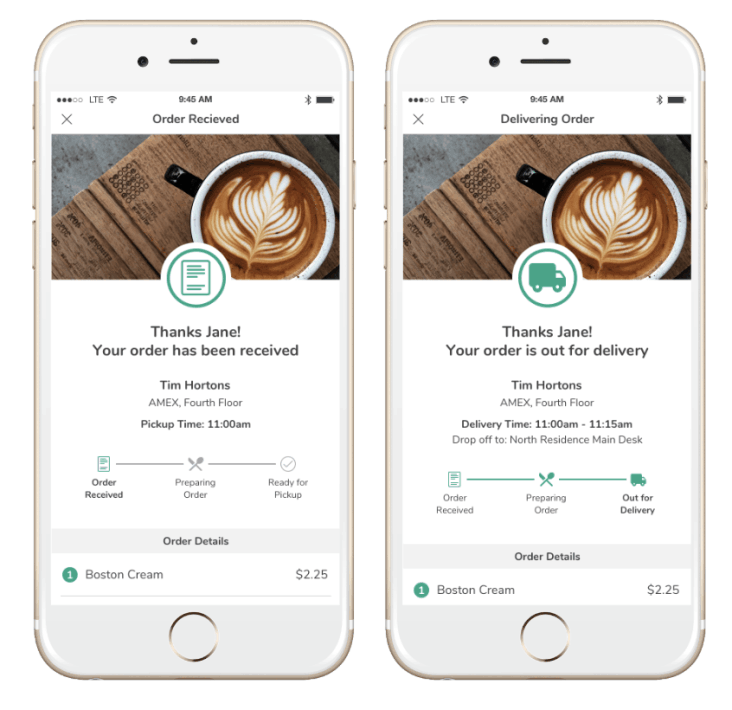 LTE 9:45 AM
Order Recieved
Thanks Jane!
Your order has been received
Tim Hortons
AMEX, Fourth Floor
Pickup Time: 11:00am
Order Received
Preparing Order
Ready for Pickup
Order Details
1 Boston Cream $2.25
LTE 9:45 AM
Delivering Order
Thanks Jane!
Your order is out for delivery
Tim Hortons
AMEX, Fourth Floor
Delivery Time: 11:00am - 11:15am
Drop off to: North Residence Main Desk
Order Received
Preparing Order
Out for Delivery
Order Details
1 Boston Cream $2.25